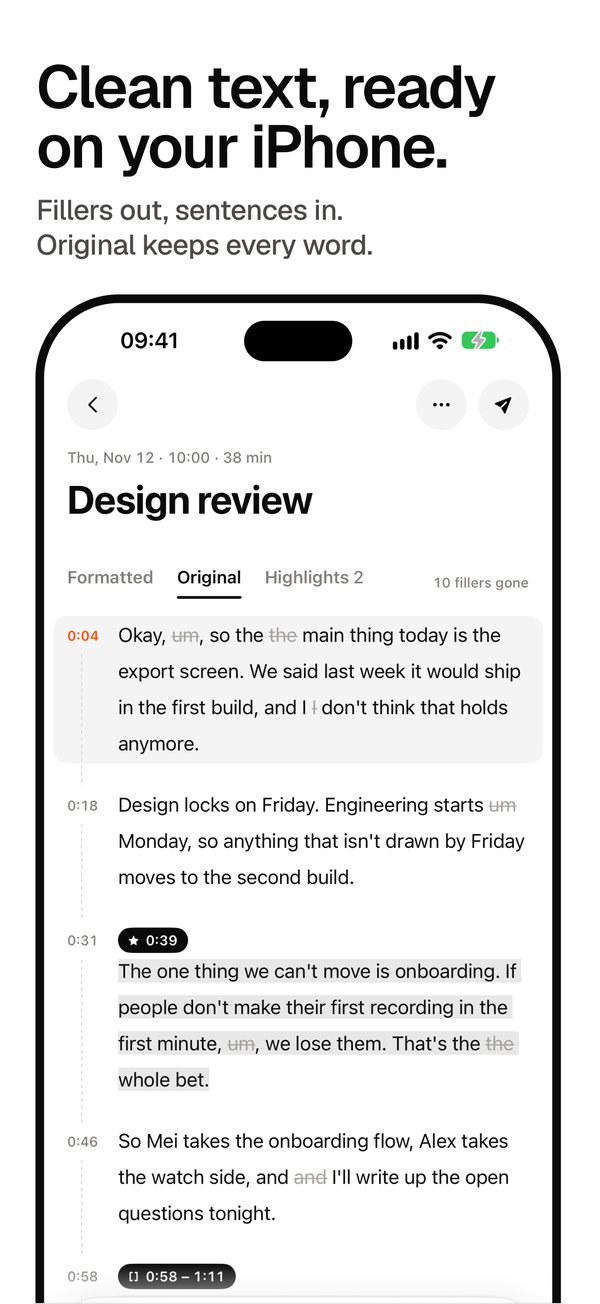 Clean text, ready
on your iPhone.
Fillers out, sentences in.
Original keeps every word.
09:41
Thu, Nov 12 · 10:00 · 38 min
Design review
Formatted Original Highlights 2 10 fillers gone
0:04 Okay, um, so the the main thing today is the
export screen. We said last week it would ship
in the first build, and I I don't think that holds
anymore.
0:18 Design locks on Friday. Engineering starts um
Monday, so anything that isn't drawn by Friday
moves to the second build.
0:31 ★ 0:39
The one thing we can't move is onboarding. If
people don't make their first recording in the
first minute, um, we lose them. That's the the
whole bet.
0:46 So Mei takes the onboarding flow, Alex takes
the watch side, and and I'll write up the open
questions tonight.
0:58 [] 0:58 – 1:11